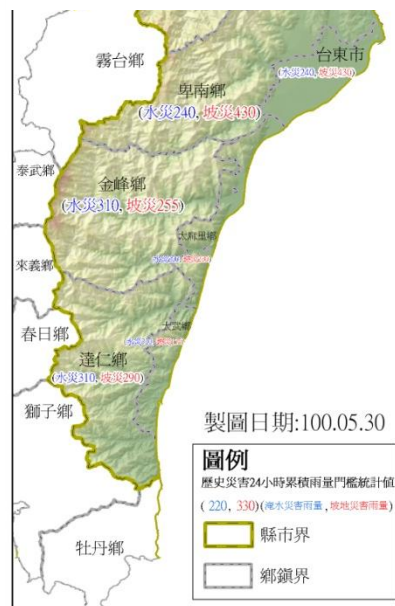 霧台鄉
台東市
(水災240, 坡災430)
卑南鄉
(水災240, 坡災430)
泰武鄉
金峰鄉
(水災310, 坡災255)
來義鄉
太麻里鄉
春日鄉
大武鄉
達仁鄉
(水災310, 坡災290)
獅子鄉
製圖日期:100.05.30
圖例
歷史災害24小時累積雨量門檻統計值
( 220, 330)(淹水災害雨量,坡地災害雨量)
縣市界
鄉鎮界
牡丹鄉